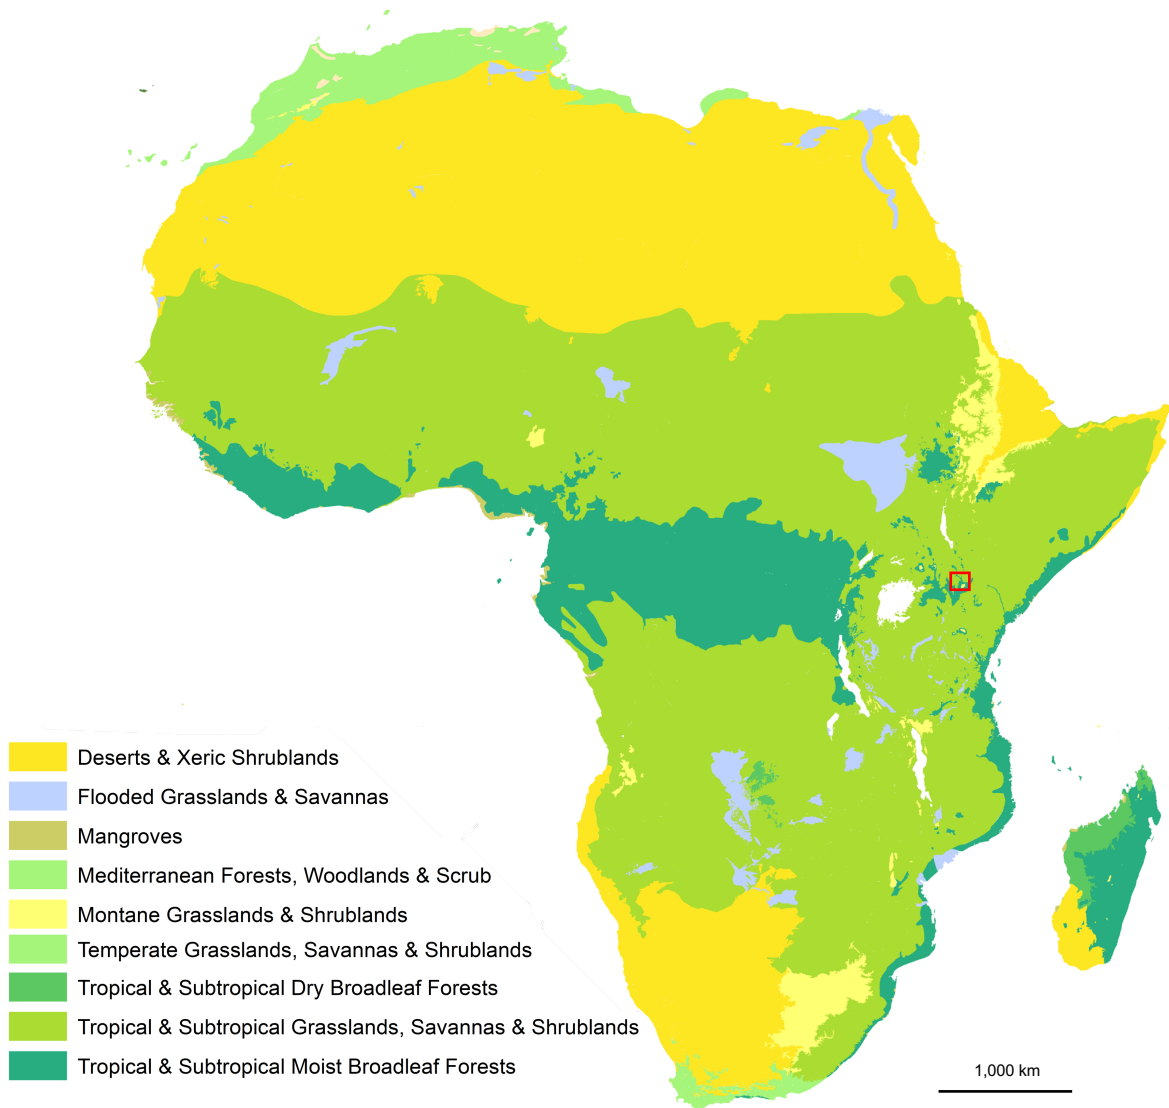 Deserts & Xeric Shrublands
Flooded Grasslands & Savannas
Mangroves
Mediterranean Forests, Woodlands & Scrub
Montane Grasslands & Shrublands
Temperate Grasslands, Savannas & Shrublands
Tropical & Subtropical Dry Broadleaf Forests
Tropical & Subtropical Grasslands, Savannas & Shrublands
Tropical & Subtropical Moist Broadleaf Forests
1,000 km